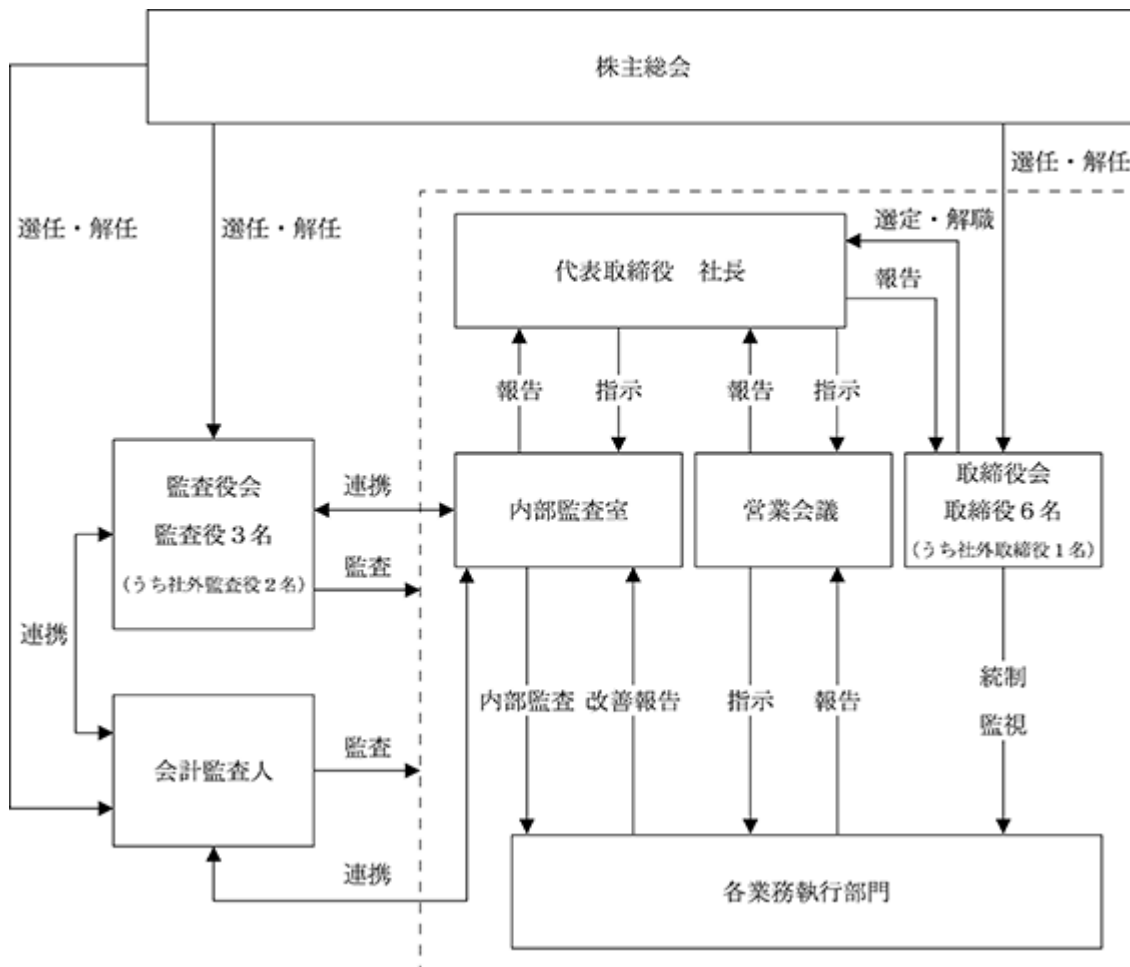 株主総会
選任・解任
選任・解任
選任・解任
選定・解職
代表取締役　社長
報告
報告
指示
報告
指示
監査役会
監査役３名
（うち社外監査役２名）
連携
内部監査室
営業会議
取締役会
取締役６名
（うち社外取締役１名）
監査
連携
内部監査
改善報告
指示
報告
統制
監視
会計監査人
監査
連携
各業務執行部門